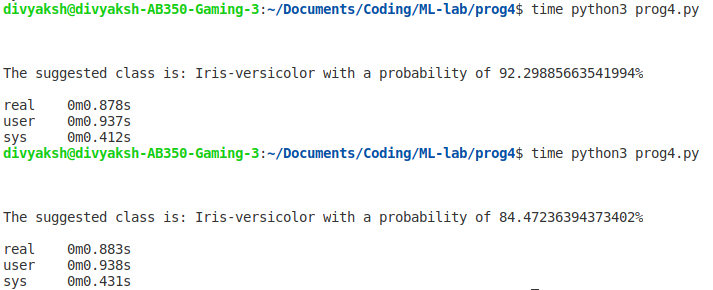 divyaksh@divyaksh-AB350-Gaming-3:~/Documents/Coding/ML-lab/prog4$ time python3 prog4.py
The suggested class is: Iris-versicolor with a probability of 92.29885663541994%
real 0m0.878s
user 0m0.937s
sys 0m0.412s
divyaksh@divyaksh-AB350-Gaming-3:~/Documents/Coding/ML-lab/prog4$ time python3 prog4.py
The suggested class is: Iris-versicolor with a probability of 84.47236394373402%
real 0m0.883s
user 0m0.938s
sys 0m0.431s